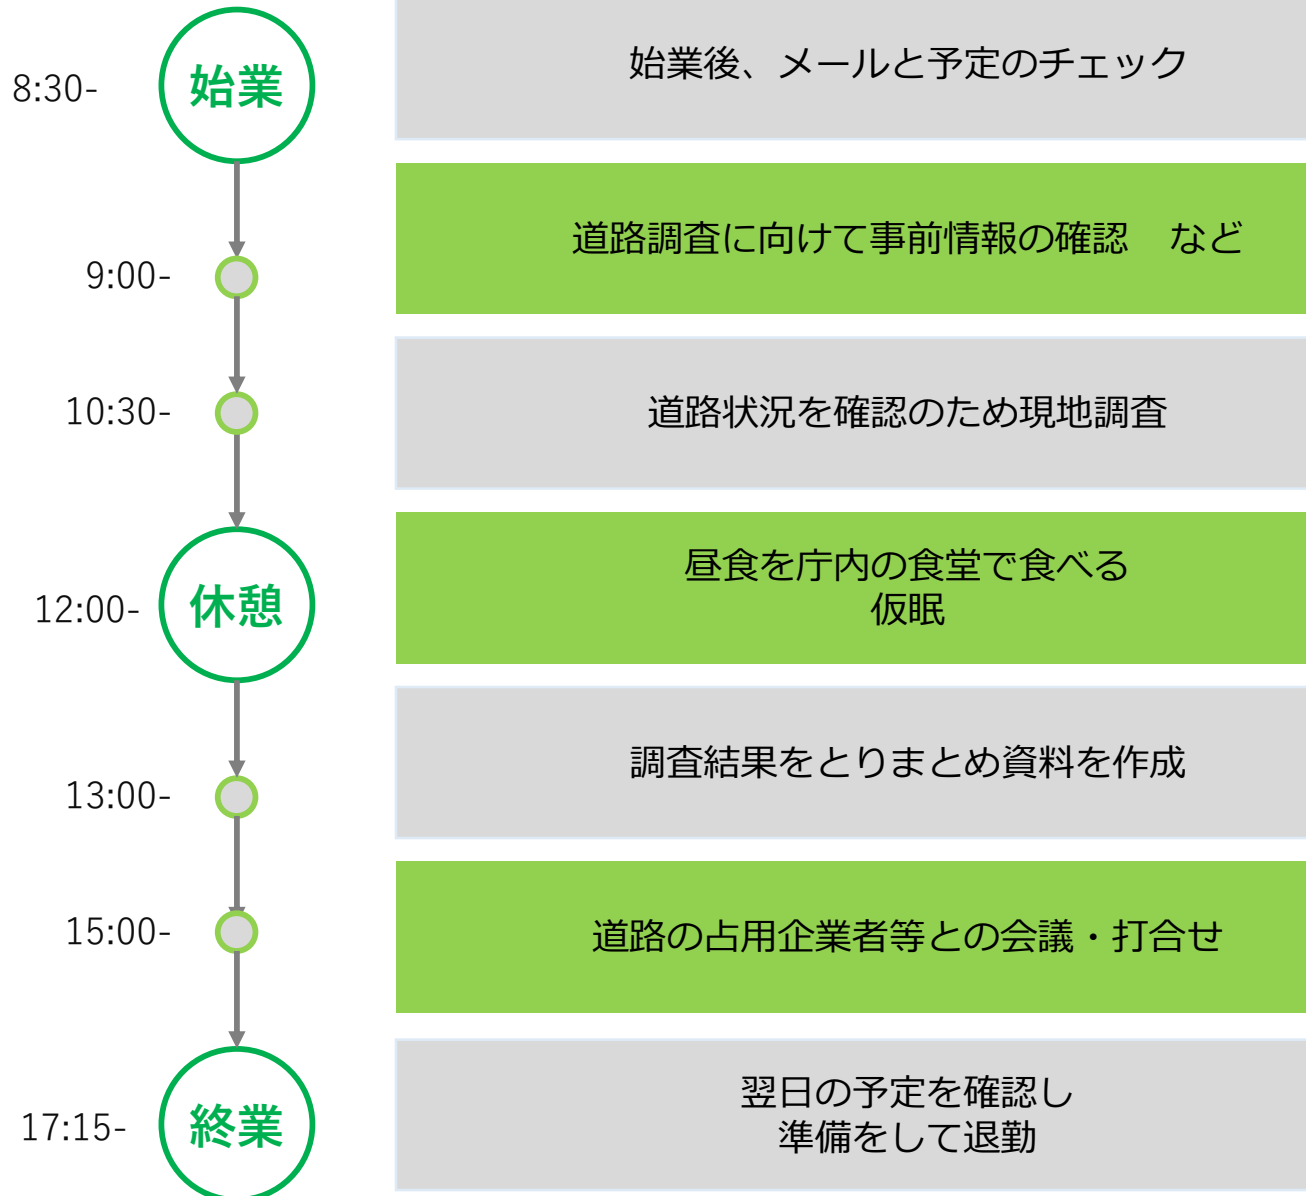 8:30-
始業
始業後、メールと予定のチェック
9:00-
道路調査に向けて事前情報の確認　など
10:30-
道路状況を確認のため現地調査
12:00-
休憩
昼食を庁内の食堂で食べる
仮眠
13:00-
調査結果をとりまとめ資料を作成
15:00-
道路の占用企業者等との会議・打合せ
17:15-
終業
翌日の予定を確認し
準備をして退勤